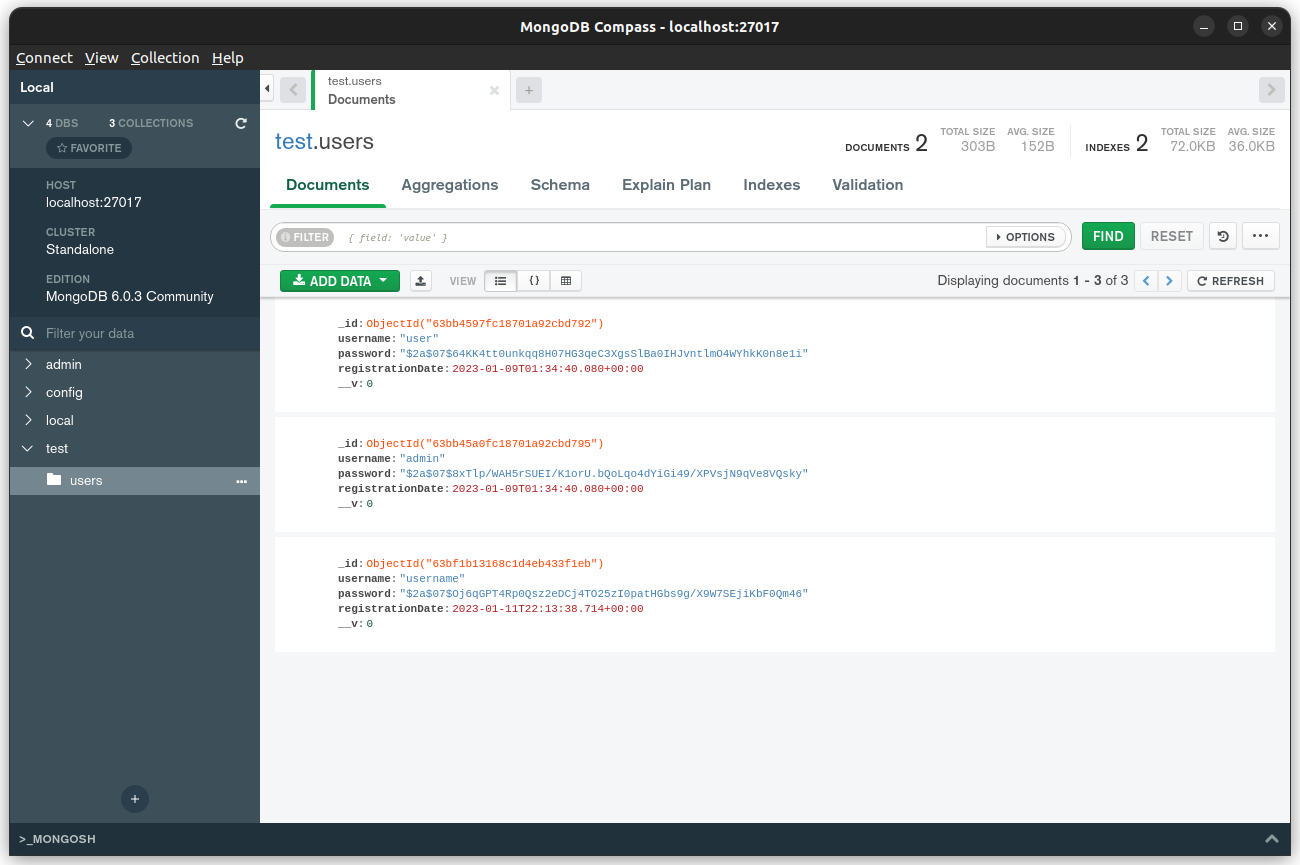 MongoDB Compass - localhost:27017
Connect View Collection Help
Local
4 DBS 3 COLLECTIONS
FAVORITE
HOST
localhost:27017
CLUSTER
Standalone
EDITION
MongoDB 6.0.3 Community
Filter your data
admin
config
local
test
users
>_MONGOSH
test.users
Documents
test.users
DOCUMENTS 2 TOTAL SIZE 303B AVG. SIZE 152B INDEXES 2 TOTAL SIZE 72.0KB AVG. SIZE 36.0KB
Documents Aggregations Schema Explain Plan Indexes Validation
FILTER { field: 'value' } OPTIONS FIND RESET
ADD DATA VIEW { } Displaying documents 1 - 3 of 3 REFRESH
_id: ObjectId("63bb4597fc18701a92cbd792")
username: "user"
password: "$2a$07$64KK4tt0unkqq8H07HG3qeC3XgsSlBa0IHJvntlmO4WYhkK0n8e1i"
registrationDate: 2023-01-09T01:34:40.080+00:00
__v: 0
_id: ObjectId("63bb45a0fc18701a92cbd795")
username: "admin"
password: "$2a$07$8xTlp/WAH5rSUEI/K1orU.bQoLqo4dYiGi49/XPVsjN9qVe8VQsky"
registrationDate: 2023-01-09T01:34:40.080+00:00
__v: 0
_id: ObjectId("63bf1b13168c1d4eb433f1eb")
username: "username"
password: "$2a$07$Oj6qGPT4Rp0Qsz2eDCj4TO25zI0patHGbs9g/X9W7SEjiKbF0Qm46"
registrationDate: 2023-01-11T22:13:38.714+00:00
__v: 0